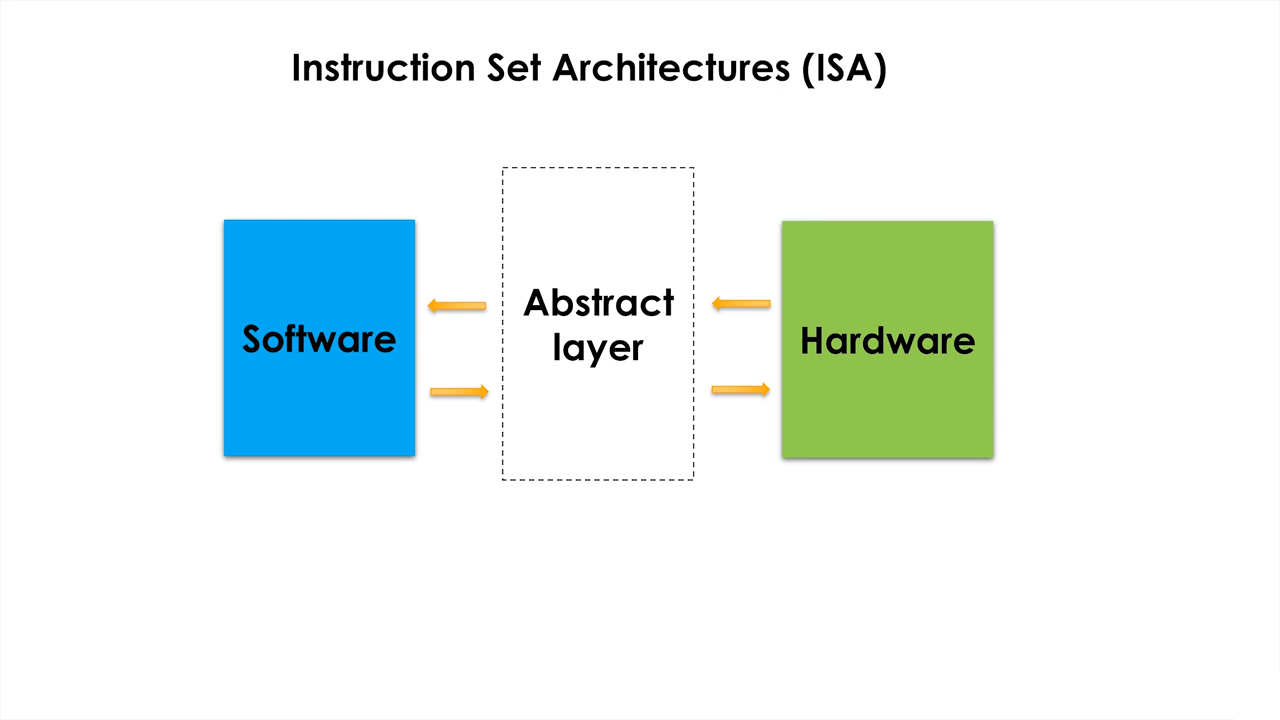 Instruction Set Architectures (ISA)
Software
Abstract
layer
Hardware